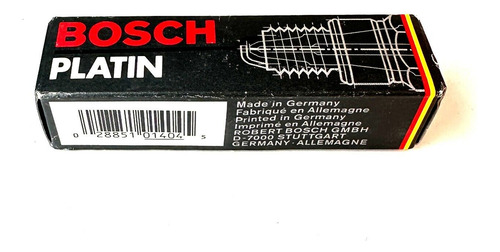 BOSCH
PLATIN
0 28851 01404 5
Made in Germany
Fabriqué en Allemagne
Printed in Germany
Imprimé en Allemagne
ROBERT BOSCH GMBH
D-7000 STUTTGART
GERMANY·ALLEMAGNE